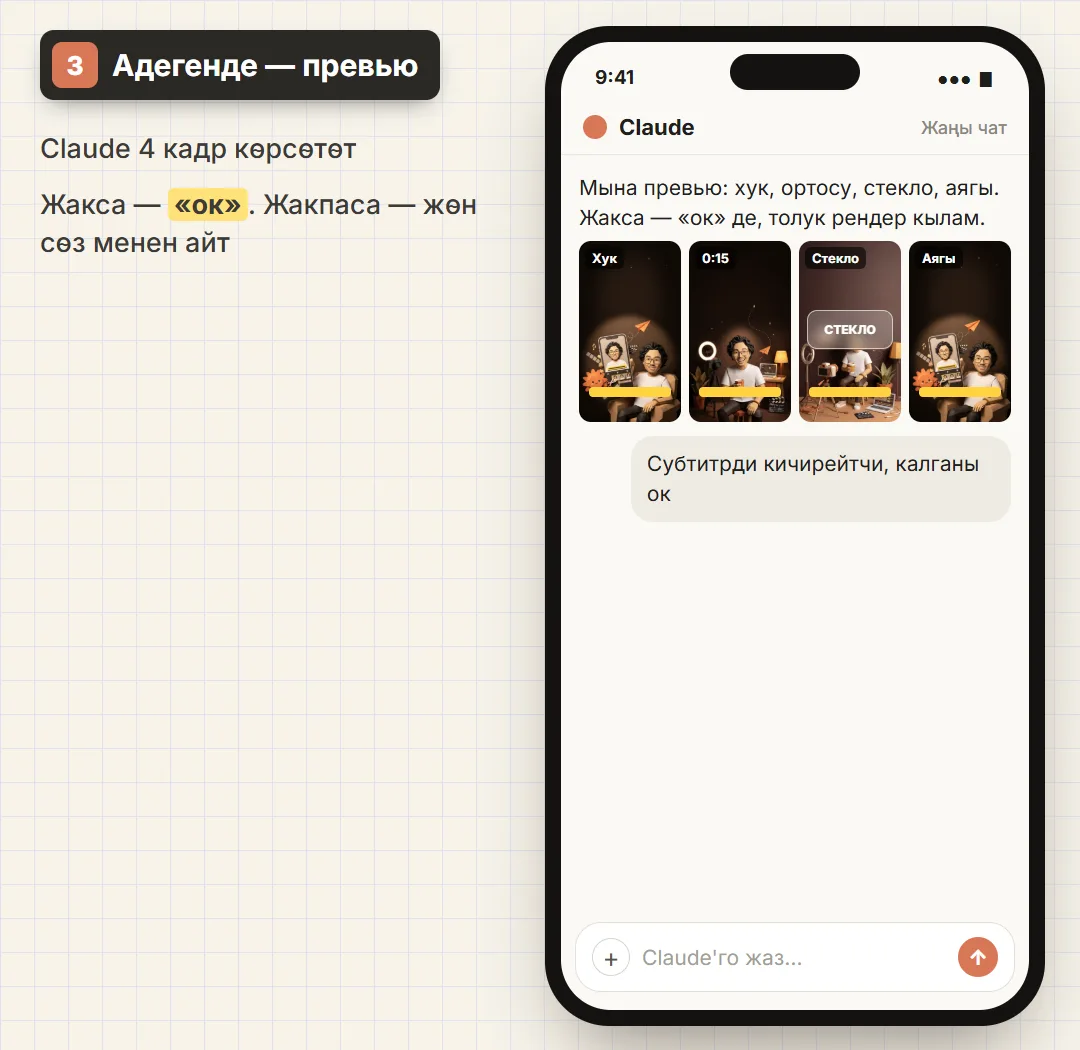 3 Адегенде — превью
Claude 4 кадр көрсөтөт
Жакса — «ок». Жакпаса — жөн
сөз менен айт
9:41
Claude
Жаңы чат
Мына превью: хук, ортосу, стекло, аягы.
Жакса — «ок» де, толук рендер кылам.
Хук
0:15
Стекло
СТЕКЛО
Аягы
Субтитрди кичирейтчи, калганы
ок
+ Claude'го жаз...